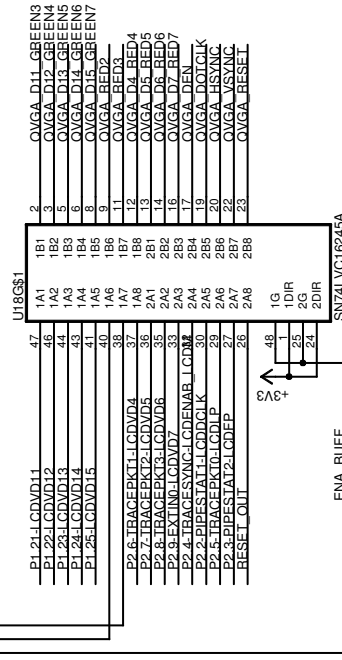 QVGA_D11_GREEN3
QVGA_D12_GREEN4
QVGA_D13_GREEN5
QVGA_D14_GREEN6
QVGA_D15_GREEN7
QVGA_RED2
QVGA_RED3
QVGA_D4_RED4
QVGA_D5_RED5
QVGA_D6_RED6
QVGA_D7_RED7
QVGA_DEN
QVGA_DOTCLK
QVGA_HSYNC
QVGA_VSYNC
QVGA_RESET
2 3 5 6 8 9 11 12 13 14 16 17 19 20 22 23
U18G$1
1B1 1B2 1B3 1B4 1B5 1B6 1B7 1B8 2B1 2B2 2B3 2B4 2B5 2B6 2B7 2B8
1A1 1A2 1A3 1A4 1A5 1A6 1A7 1A8 2A1 2A2 2A3 2A4 2A5 2A6 2A7 2A8
1G 1DIR 2G 2DIR
SN74LVC16245A
47 46 44 43 41 40 38 37 36 35 33 32 30 29 27 26
48 1 25 24
+3V3
P1.21-LCDVD11
P1.22-LCDVD12
P1.23-LCDVD13
P1.24-LCDVD14
P1.25-LCDVD15
P2.6-TRACEPKT1-LCDVD4
P2.7-TRACEPKT2-LCDVD5
P2.8-TRACEPKT3-LCDVD6
P2.9-EXTIN0-LCDVD7
P2.4-TRACESYNC-LCDENAB_LCDM
P2.2-PIPESTAT1-LCDDCLK
P2.5-TRACEPKT0-LCDLP
P2.3-PIPESTAT2-LCDFP
RESET_OUT